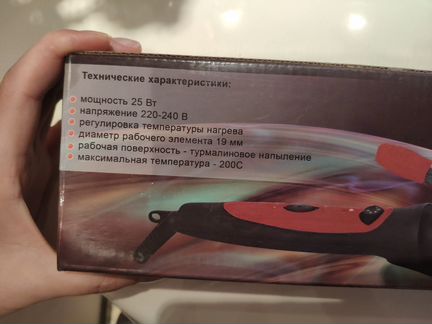 Технические характеристики:
мощность 25 Вт
напряжение 220-240 В
регулировка температуры нагрева
диаметр рабочего элемента 19 мм
рабочая поверхность - турмалиновое напыление
максимальная температура - 200С